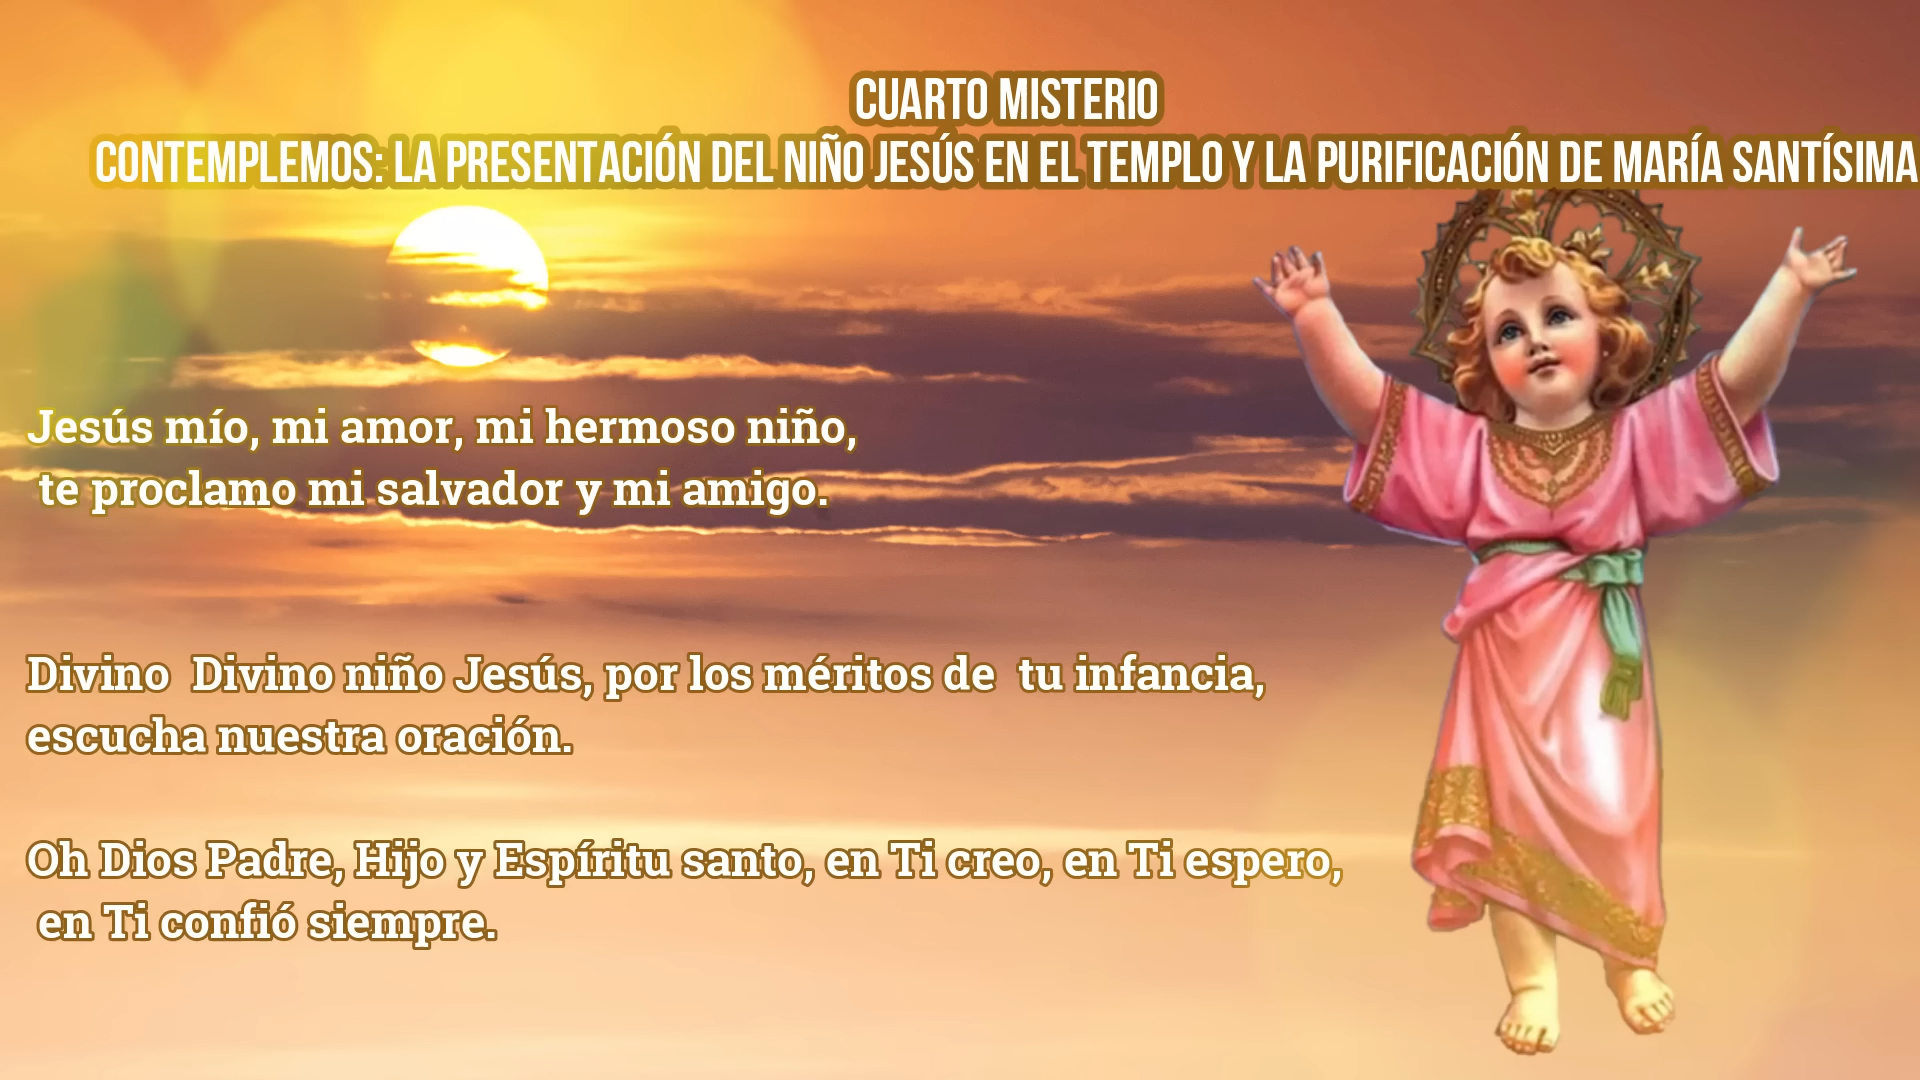 CUARTO MISTERIO
CONTEMPLEMOS: LA PRESENTACIÓN DEL NIÑO JESÚS EN EL TEMPLO Y LA PURIFICACIÓN DE MARÍA SANTÍSIMA
Jesús mío, mi amor, mi hermoso niño,
te proclamo mi salvador y mi amigo.
Divino Divino niño Jesús, por los méritos de tu infancia,
escucha nuestra oración.
Oh Dios Padre, Hijo y Espíritu santo, en Ti creo, en Ti espero,
en Ti confió siempre.